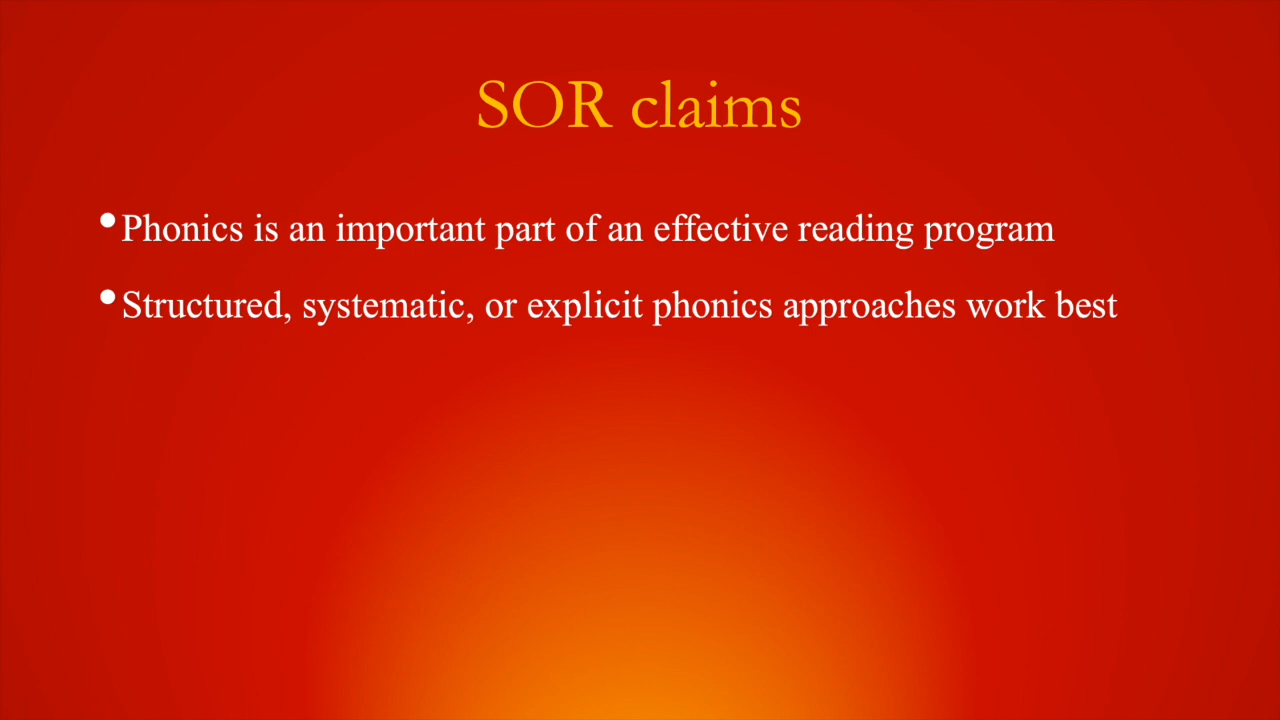 SOR claims
•Phonics is an important part of an effective reading program
•Structured, systematic, or explicit phonics approaches work best